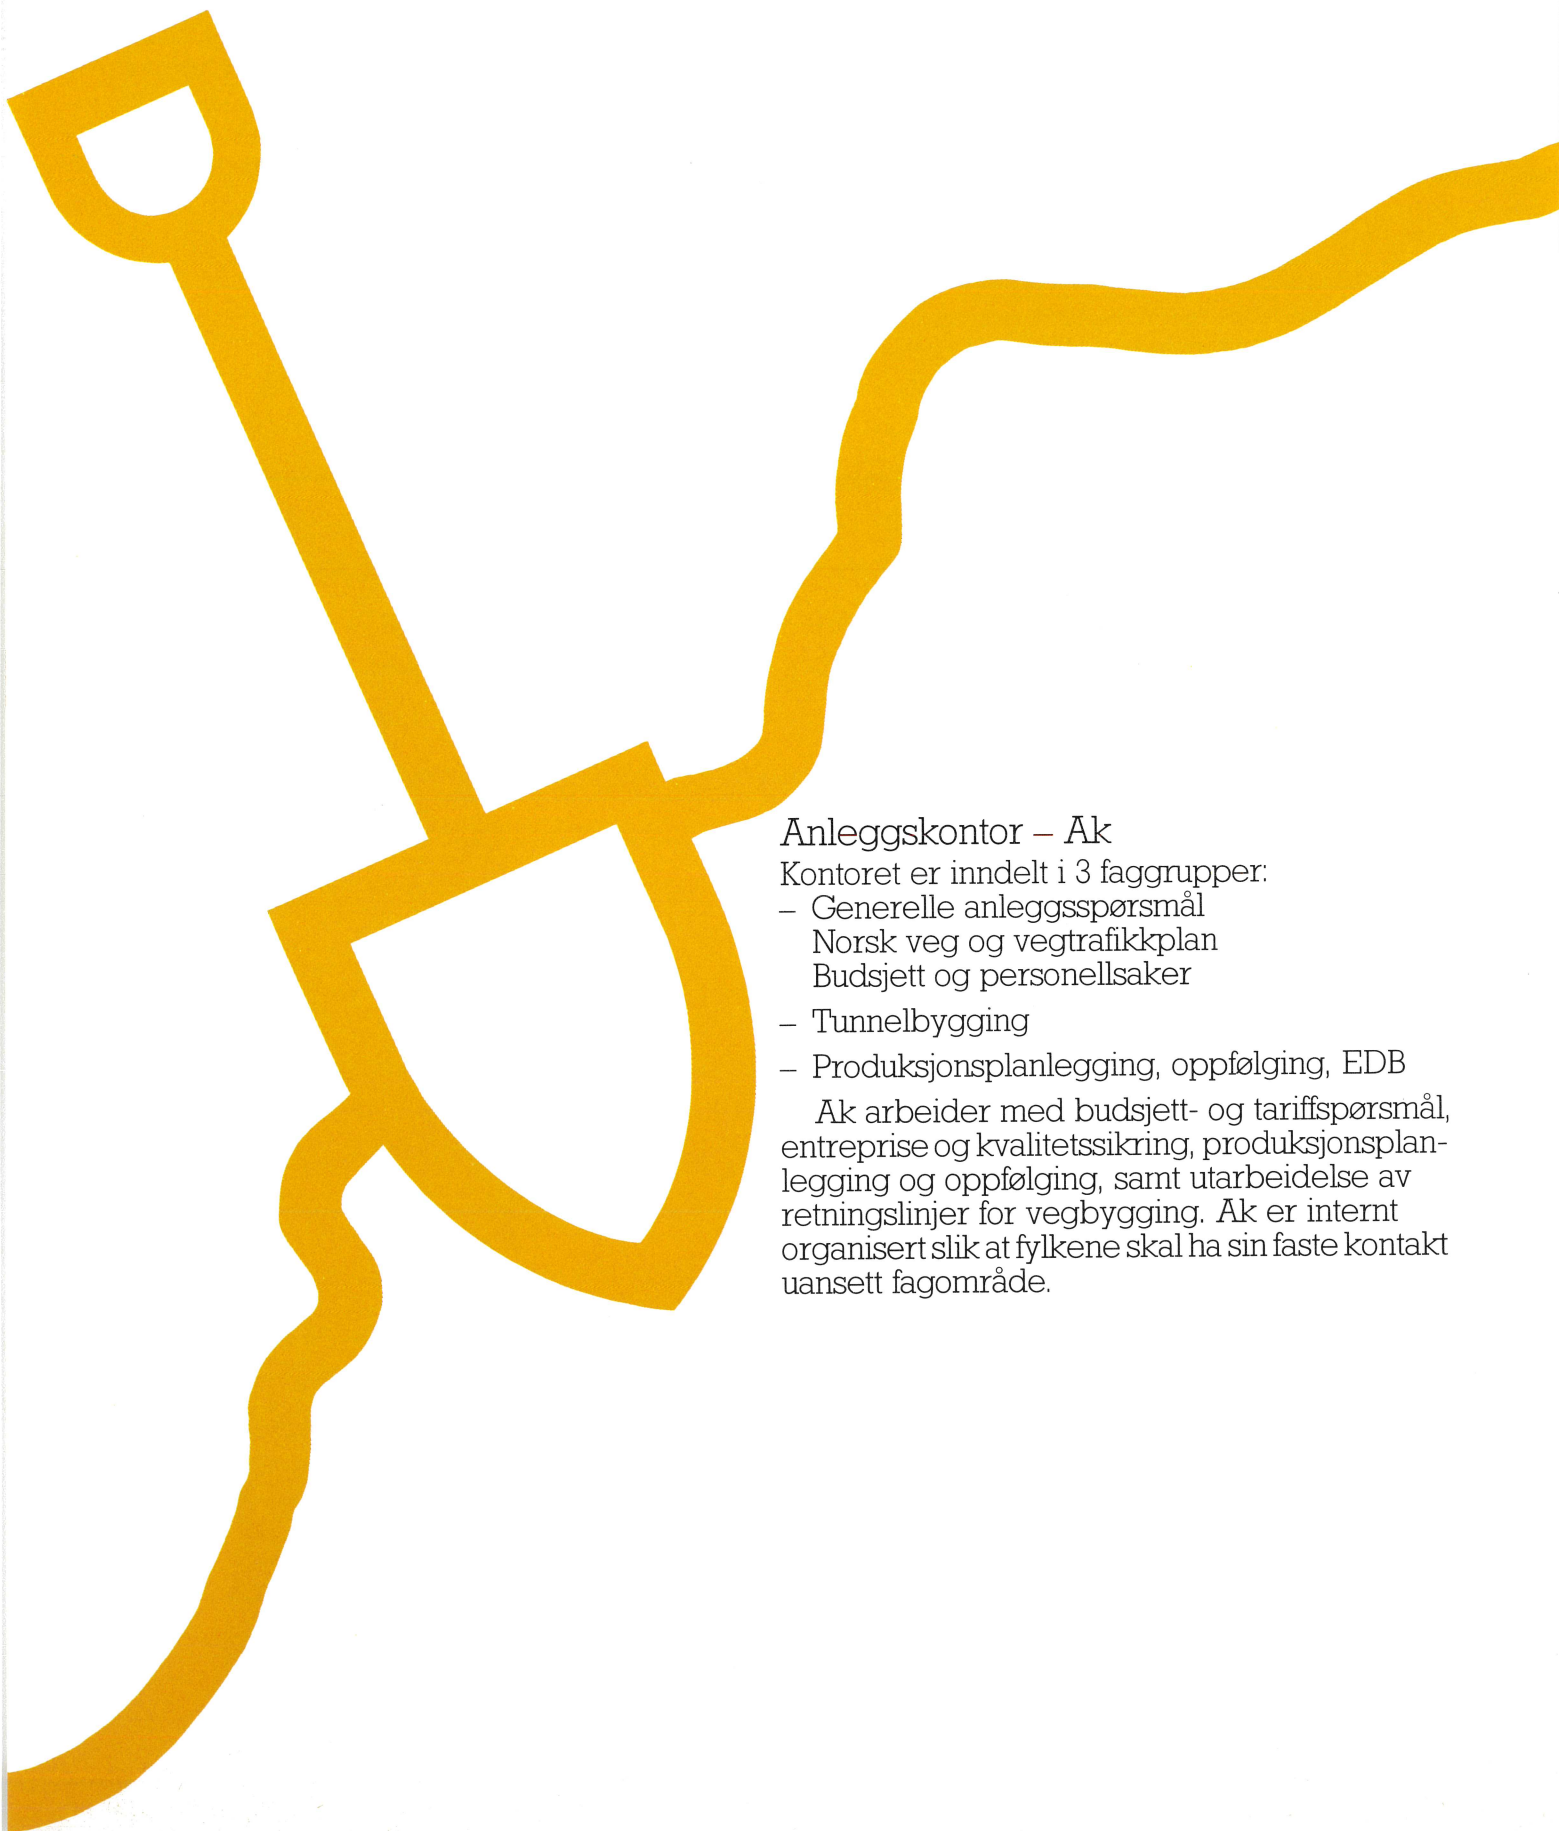 Anleggskontor – Ak
Kontoret er inndelt i 3 faggrupper:
– Generelle anleggsspørsmål
Norsk veg og vegtrafikkplan
Budsjett og personellsaker
– Tunnelbygging
– Produksjonsplanlegging, oppfølging, EDB
Ak arbeider med budsjett- og tariffspørsmål,
entreprise og kvalitetssikring, produksjonsplan-
legging og oppfølging, samt utarbeidelse av
retningslinjer for vegbygging. Ak er internt
organisert slik at fylkene skal ha sin faste kontakt
uansett fagområde.